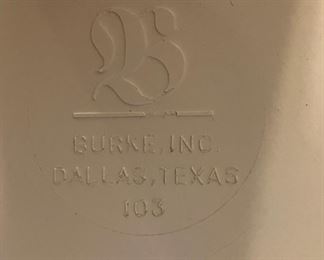 B
BURKE, INC.
DALLAS, TEXAS
103